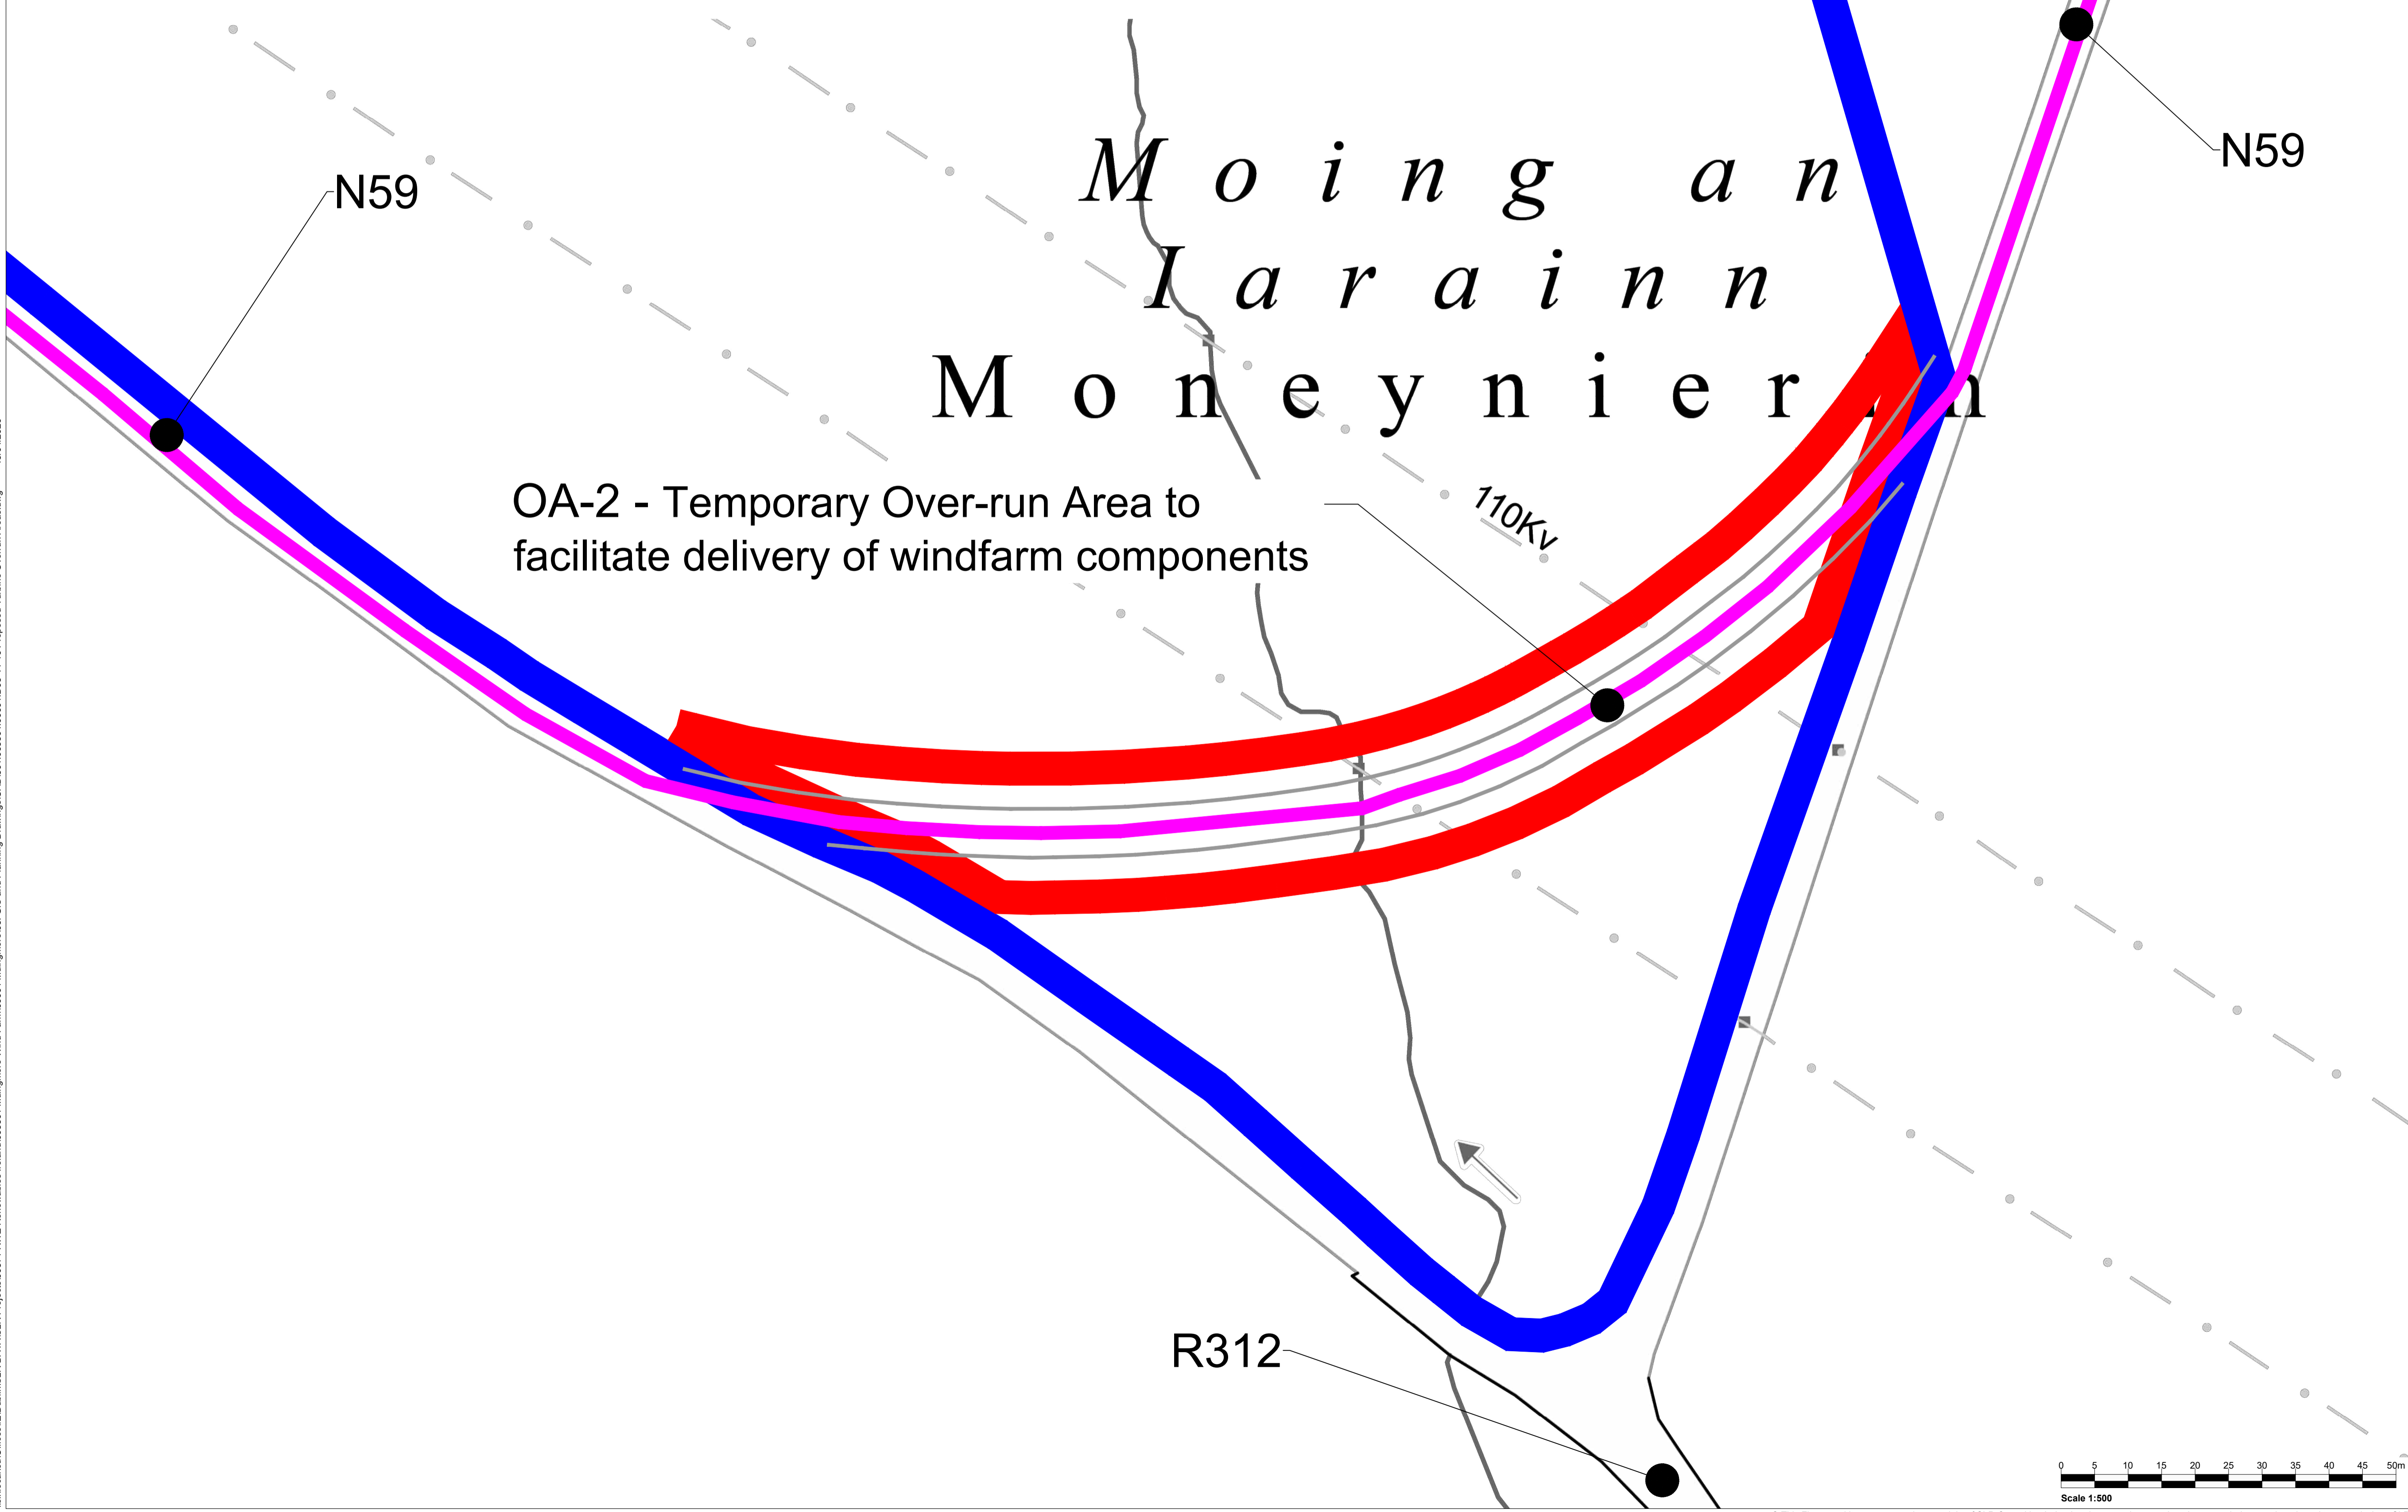 N59
N59
Moing an
Iarainn
Moneynierin
OA-2 - Temporary Over-run Area to
facilitate delivery of windfarm components
110Kv
R312
0 5 10 15 20 25 30 35 40 45 50m
Scale 1:500